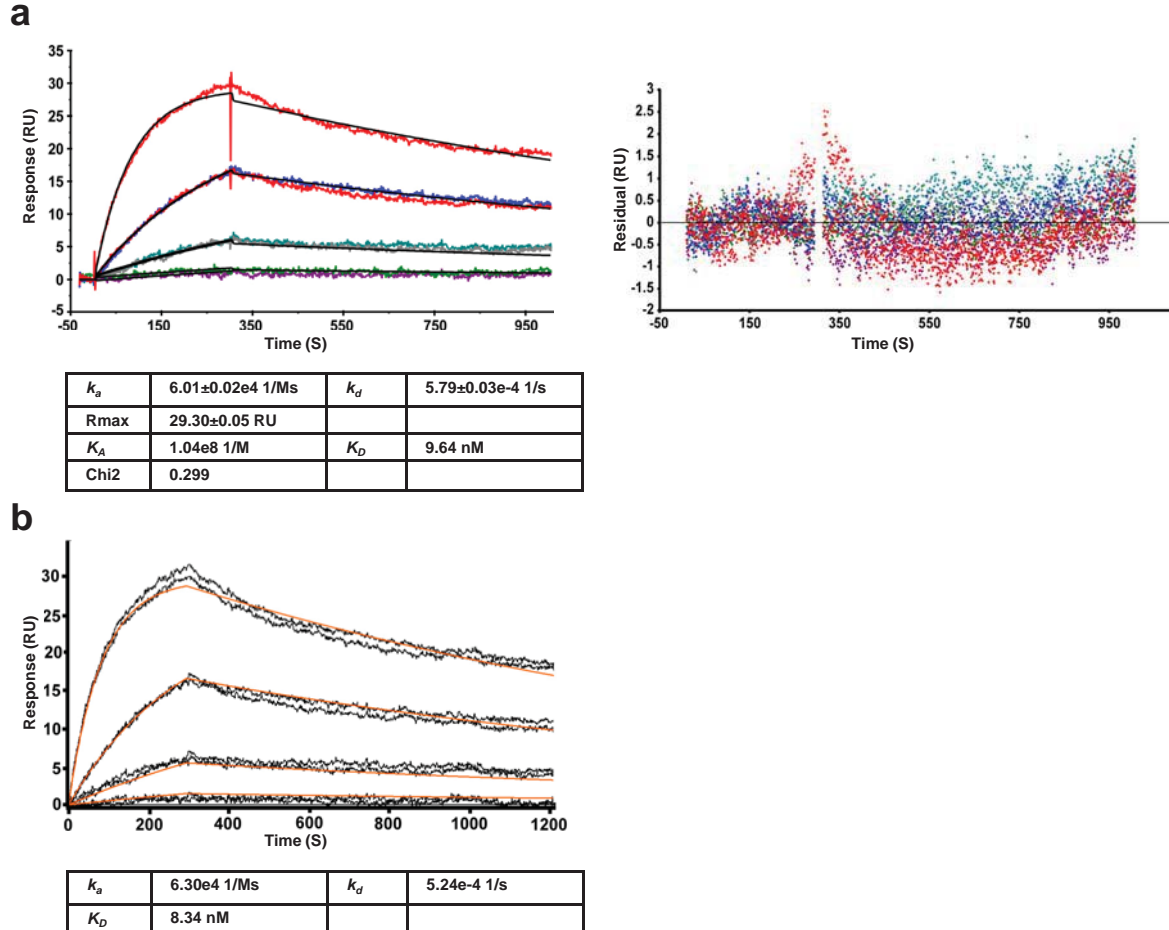 a
35
30
25
20
15
10
5
0
-5
Response (RU)
-50 150 350 550 750 950
Time (S)
3
2.5
2
1.5
1
0.5
0
-0.5
-1
-1.5
-2
Residual (RU)
-50 150 350 550 750 950
Time (S)
ka 6.01±0.02e4 1/Ms kd 5.79±0.03e-4 1/s
Rmax 29.30±0.05 RU
KA 1.04e8 1/M KD 9.64 nM
Chi2 0.299
b
30
25
20
15
10
5
0
Response (RU)
0 200 400 600 800 1000 1200
Time (S)
ka 6.30e4 1/Ms kd 5.24e-4 1/s
KD 8.34 nM